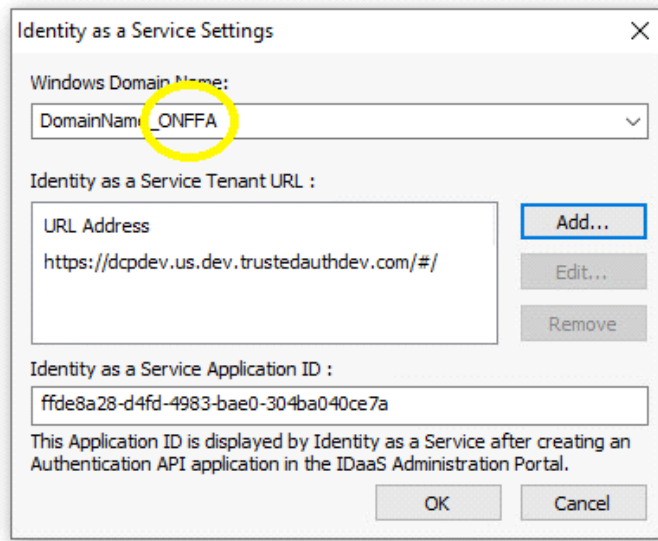 Identity as a Service Settings
Windows Domain Name:
DomainName_ONFFA
Identity as a Service Tenant URL :
URL Address
Add...
https://dcpdev.us.dev.trustedauthdev.com/#/
Edit...
Remove
Identity as a Service Application ID :
ffde8a28-d4fd-4983-bae0-304ba040ce7a
This Application ID is displayed by Identity as a Service after creating an
Authentication API application in the IDaaS Administration Portal.
OK
Cancel